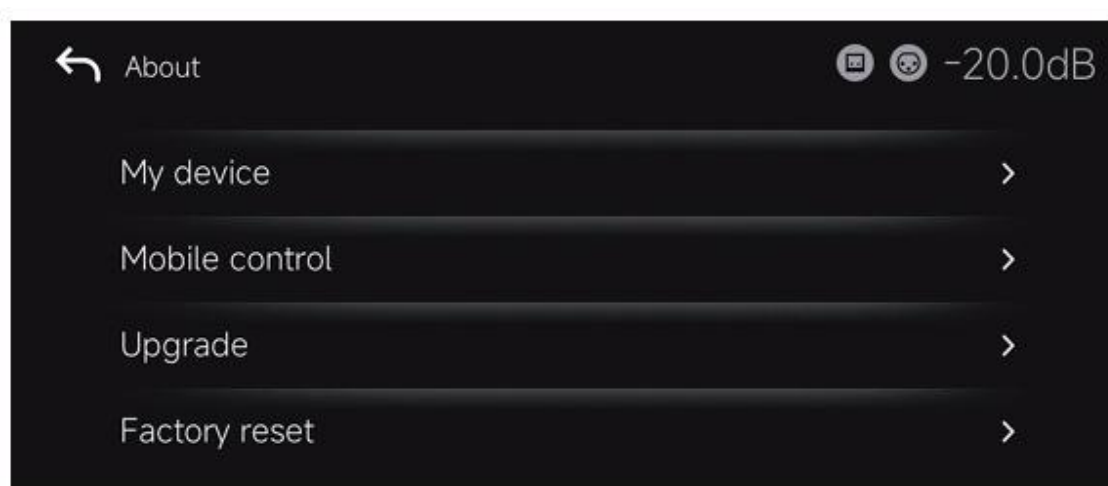 About
-20.0dB
My device
Mobile control
Upgrade
Factory reset